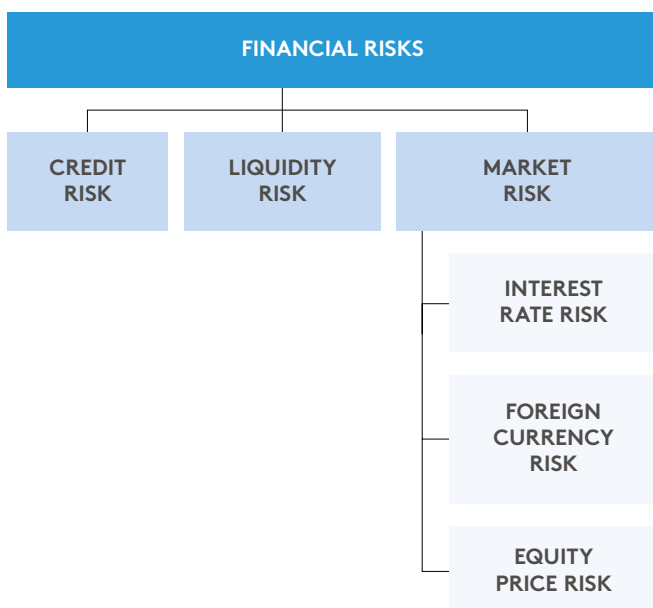 FINANCIAL RISKS
CREDIT
RISK
LIQUIDITY
RISK
MARKET
RISK
INTEREST
RATE RISK
FOREIGN
CURRENCY
RISK
EQUITY
PRICE RISK